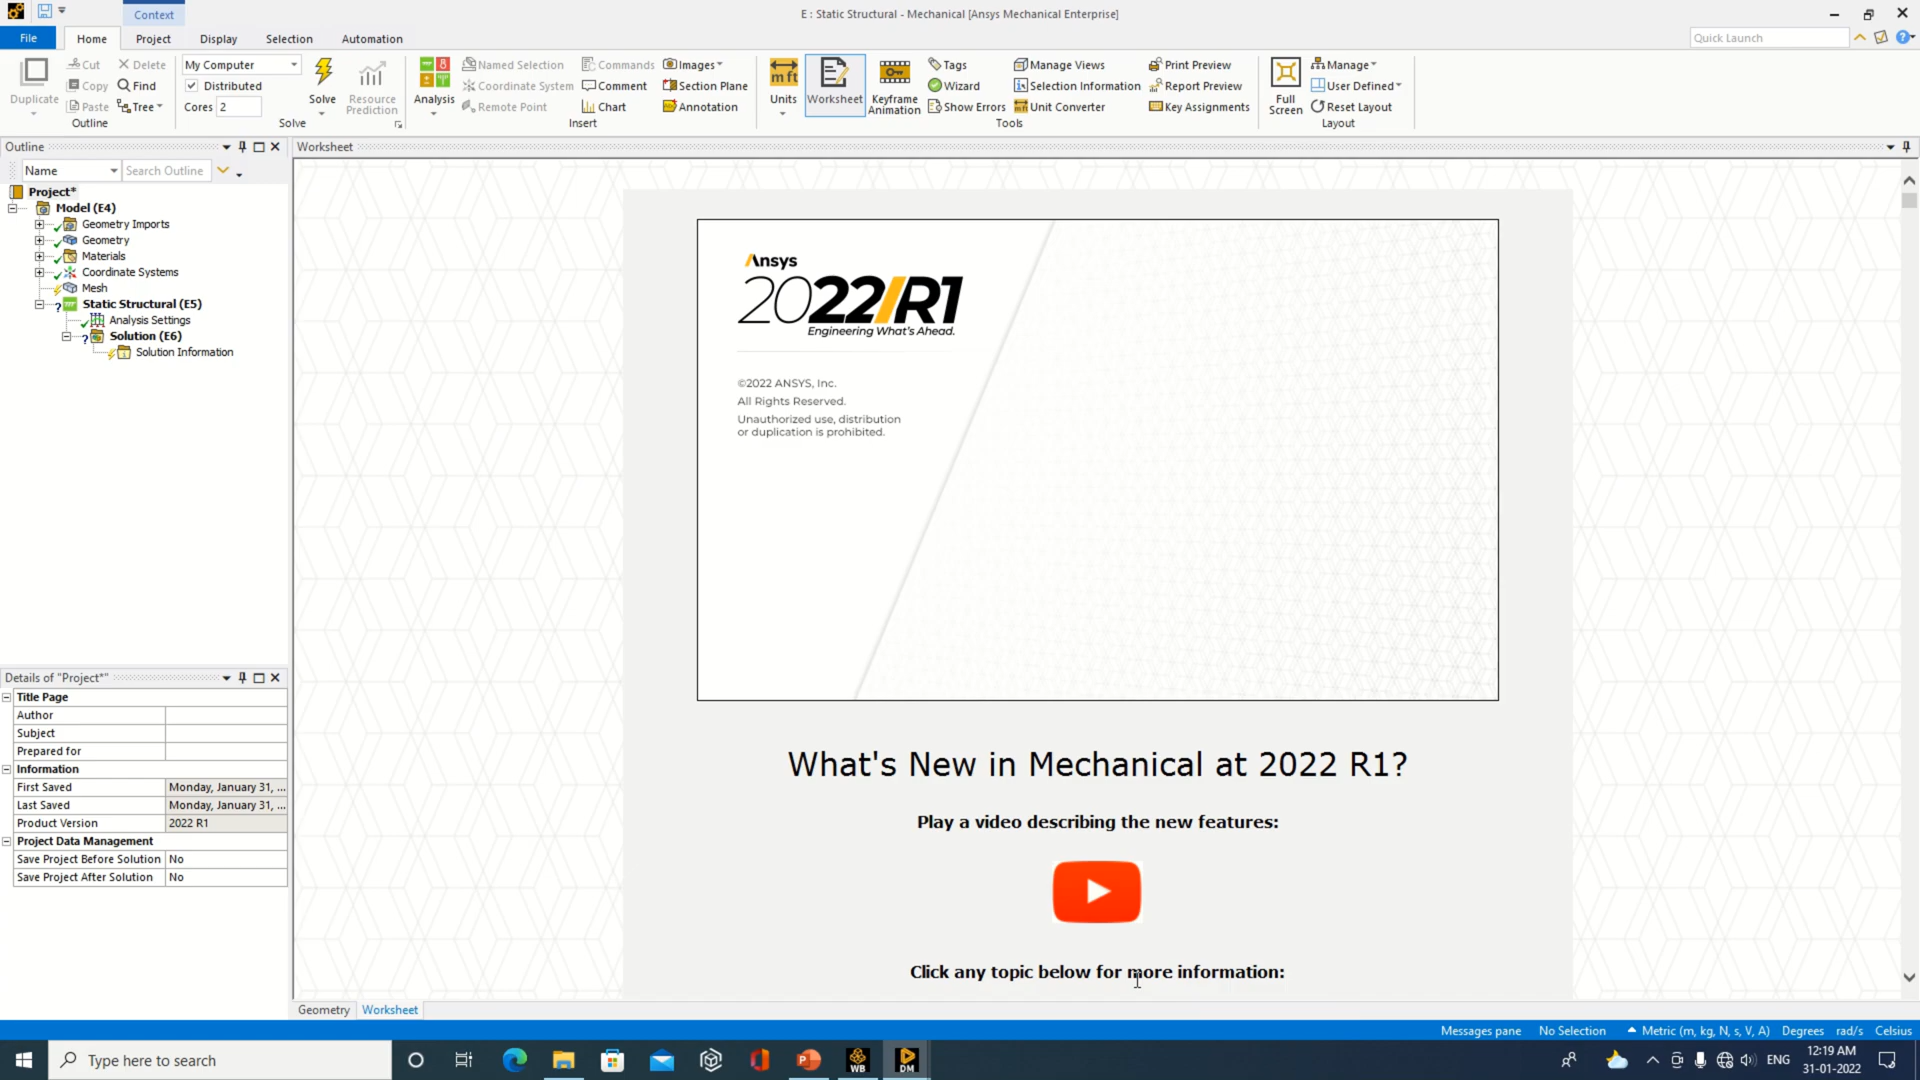 Context
E : Static Structural - Mechanical [Ansys Mechanical Enterprise]
File
Home
Project
Display
Selection
Automation
Quick Launch
Duplicate
Cut
Copy
Paste
Delete
Find
Tree
Outline
My Computer
Distributed
Cores 2
Solve
Resource Prediction
Solve
Analysis
Named Selection
Coordinate System
Remote Point
Commands
Comment
Chart
Images
Section Plane
Annotation
Insert
Units
Worksheet
Keyframe Animation
Tags
Wizard
Show Errors
Manage Views
Selection Information
Unit Converter
Print Preview
Report Preview
Key Assignments
Tools
Full Screen
Manage
User Defined
Reset Layout
Layout
Outline
Name
Search Outline
Project*
Model (E4)
Geometry Imports
Geometry
Materials
Coordinate Systems
Mesh
Static Structural (E5)
Analysis Settings
Solution (E6)
Solution Information
Details of "Project*"
Title Page
Author
Subject
Prepared for
Information
First Saved Monday, January 31, ...
Last Saved Monday, January 31, ...
Product Version 2022 R1
Project Data Management
Save Project Before Solution No
Save Project After Solution No
Worksheet
Ansys
2022/R1
Engineering What's Ahead.
©2022 ANSYS, Inc.
All Rights Reserved.
Unauthorized use, distribution
or duplication is prohibited.
What's New in Mechanical at 2022 R1?
Play a video describing the new features:
Click any topic below for more information:
Geometry
Worksheet
Messages pane
No Selection
Metric (m, kg, N, s, V, A)
Degrees
rad/s
Celsius
Type here to search
WB
DM
ENG
12:19 AM
31-01-2022